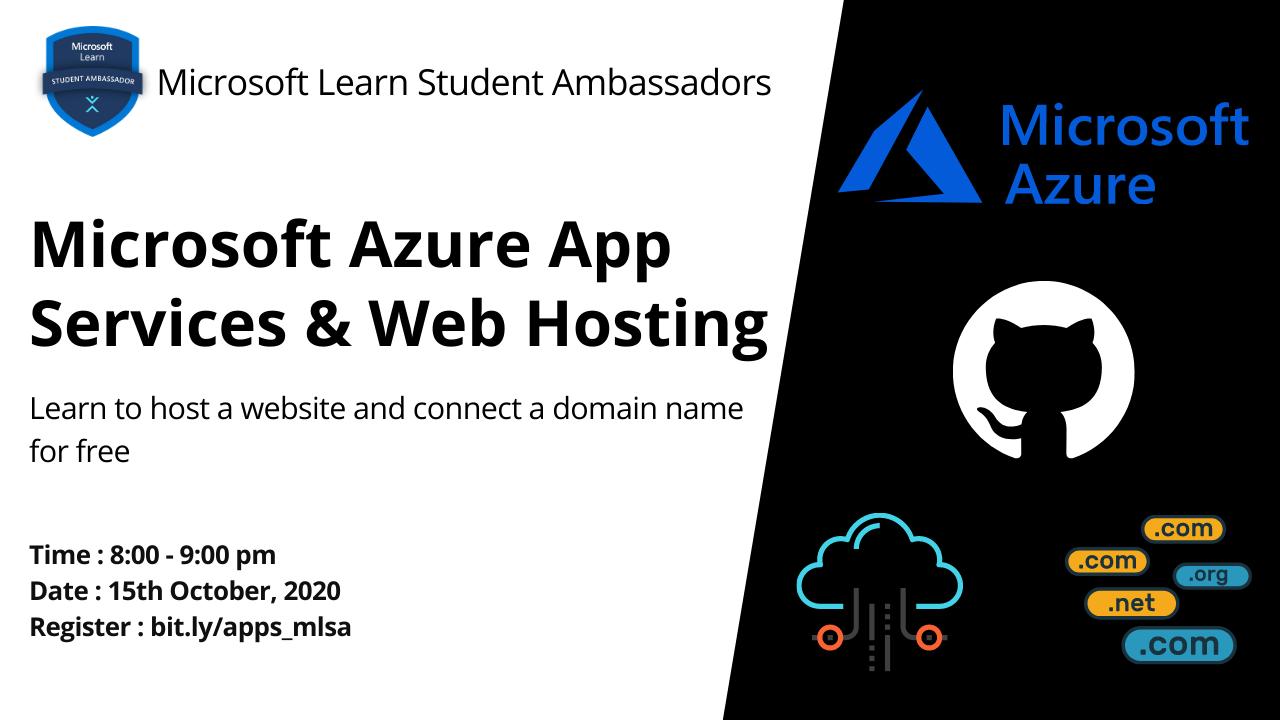 Microsoft
Learn
STUDENT AMBASSADOR
Microsoft Learn Student Ambassadors
Microsoft
Azure
Microsoft Azure App
Services & Web Hosting
Learn to host a website and connect a domain name
for free
Time : 8:00 - 9:00 pm
Date : 15th October, 2020
Register : bit.ly/apps_mlsa
.com
.com
.org
.net
.com